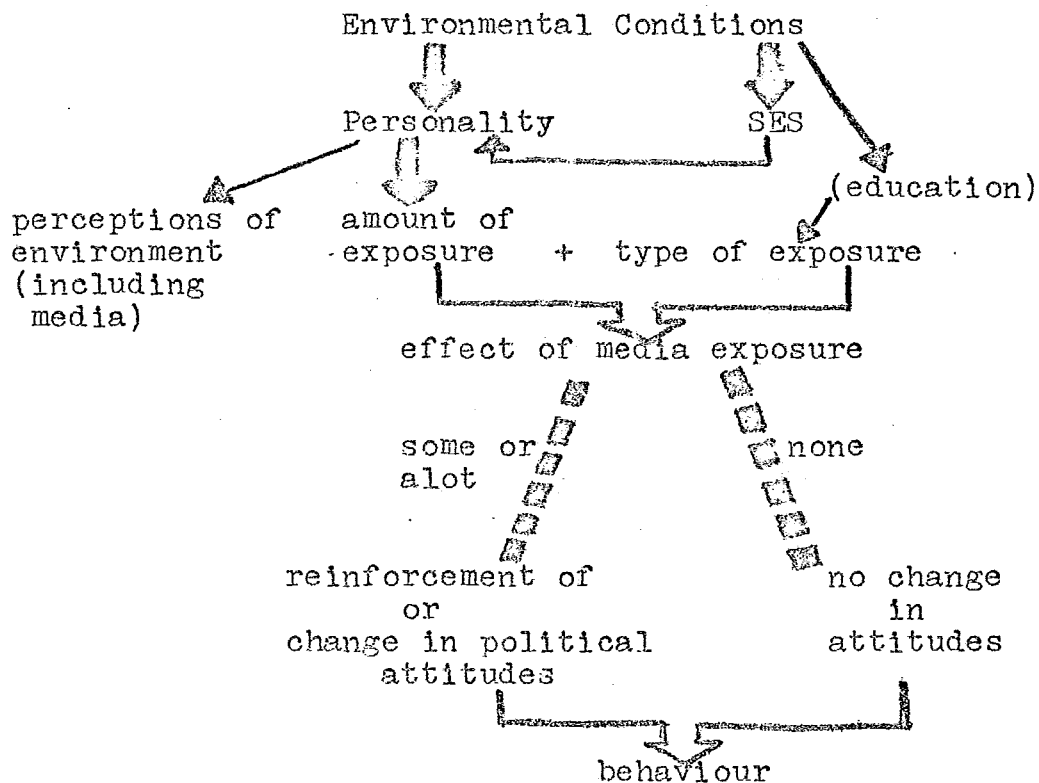 Environmental Conditions
Personality
SES
(education)
perceptions of
environment
(including
media)
amount of
exposure + type of exposure
effect of media exposure
some or
alot
none
reinforcement of
or
change in political
attitudes
no change
in
attitudes
behaviour